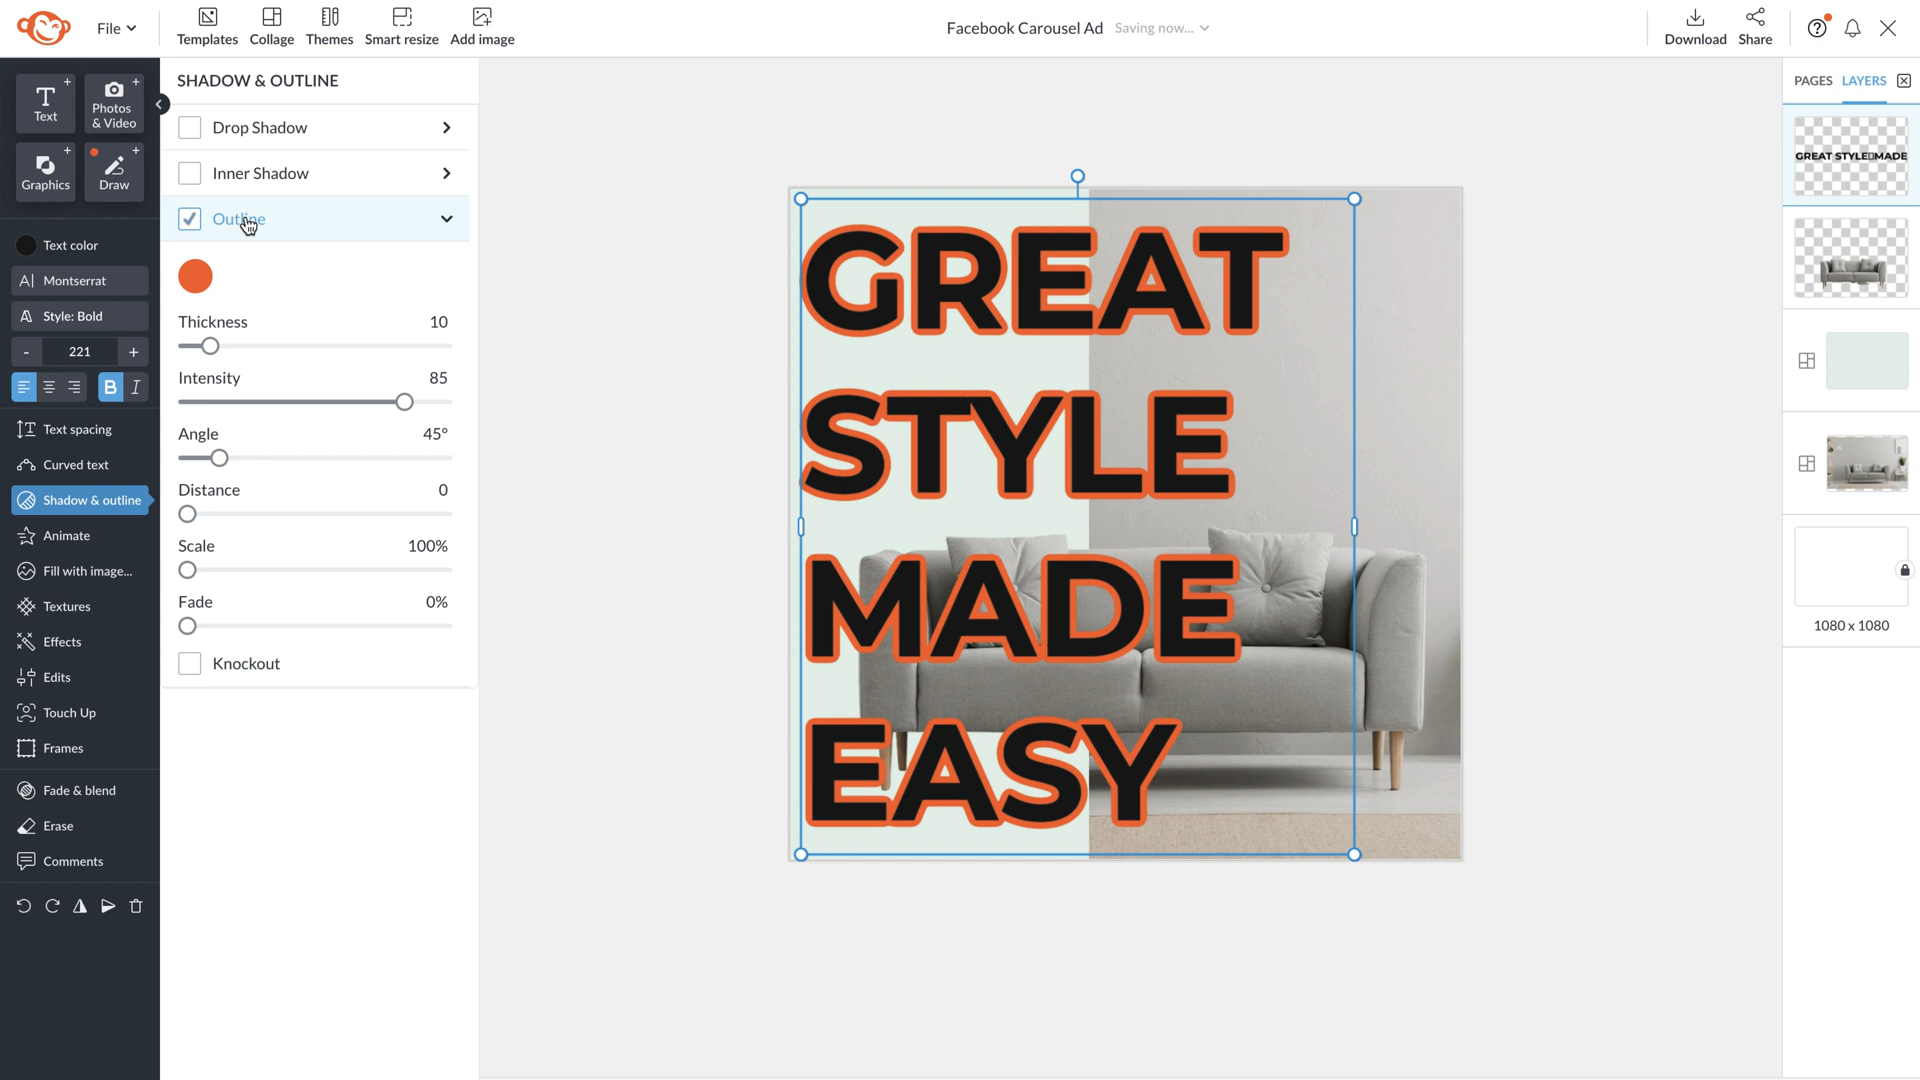 File
Templates
Collage
Themes
Smart resize
Add image
Facebook Carousel Ad
Saving now...
Download
Share
Text
Photos
& Video
Graphics
Draw
Text color
Montserrat
Style: Bold
-
221
+
B
I
Text spacing
Curved text
Shadow & outline
Animate
Fill with image...
Textures
Effects
Edits
Touch Up
Frames
Fade & blend
Erase
Comments
SHADOW & OUTLINE
Drop Shadow
Inner Shadow
Outline
Thickness 10
Intensity 85
Angle 45°
Distance 0
Scale 100%
Fade 0%
Knockout
GREAT
STYLE
MADE
EASY
PAGES LAYERS
GREAT STYLE▯MADE
1080 x 1080